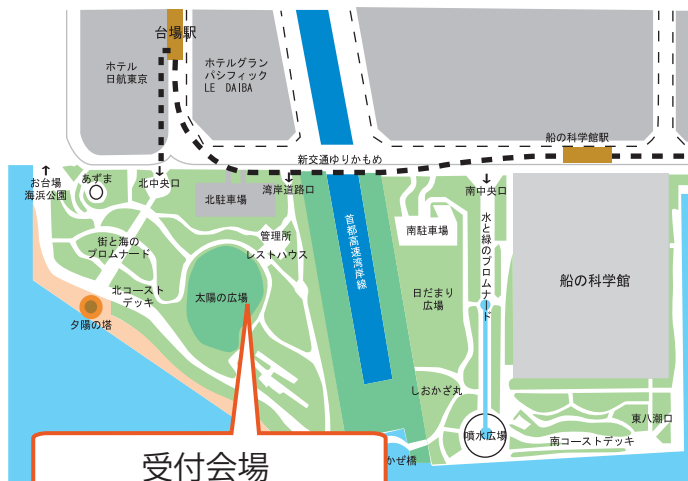 台場駅
ホテル
日航東京
ホテルグラン
パシフィック
LE DAIBA
船の科学館駅
新交通ゆりかもめ
お台場
海浜公園
あずま
北中央口
北駐車場
湾岸道路口
南中央口
首都高速湾岸線
水と緑のプロムナード
南駐車場
管理所
レストハウス
街と海の
プロムナード
北コースト
デッキ
太陽の広場
日だまり
広場
船の科学館
夕陽の塔
しおかぜ丸
噴水広場
東八潮口
南コーストデッキ
かぜ橋
受付会場